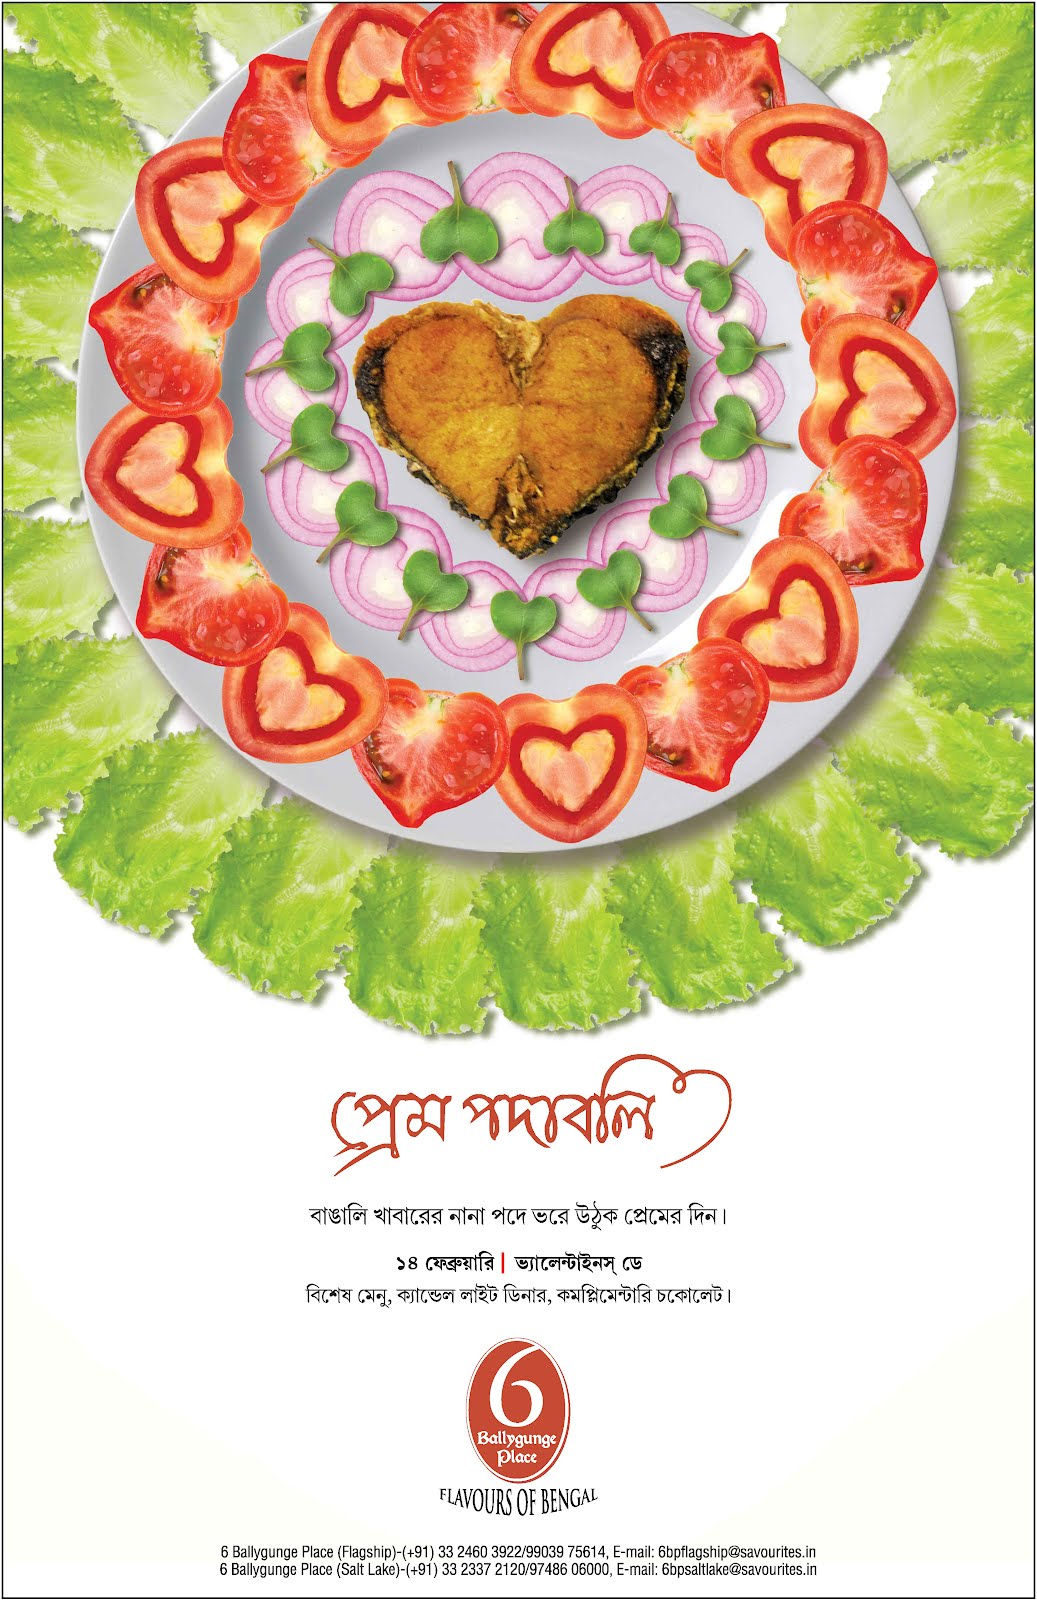 প্রেম পদাবলি
বাঙালি খাবারের নানা পদে ভরে উঠুক প্রেমের দিন।
১৪ ফেব্রুয়ারি | ভ্যালেন্টাইনস্ ডে
বিশেষ মেনু, ক্যান্ডেল লাইট ডিনার, কমপ্লিমেন্টারি চকোলেট।
6
Ballygunge
Place
FLAVOURS OF BENGAL
6 Ballygunge Place (Flagship)-(+91) 33 2460 3922/99039 75614, E-mail: 6bpflagship@savourites.in
6 Ballygunge Place (Salt Lake)-(+91) 33 2337 2120/97486 06000, E-mail: 6bpsaltlake@savourites.in